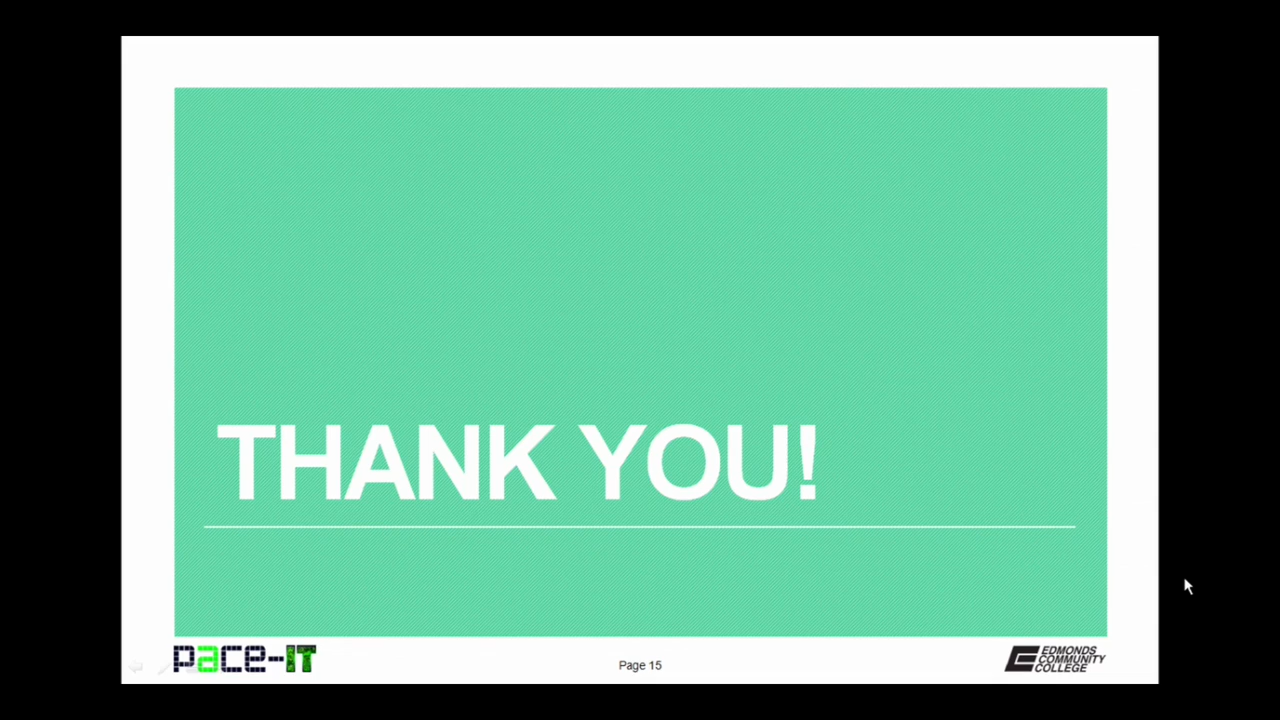 THANK YOU!
pace-IT
Page 15
EDMONDS
COMMUNITY
COLLEGE